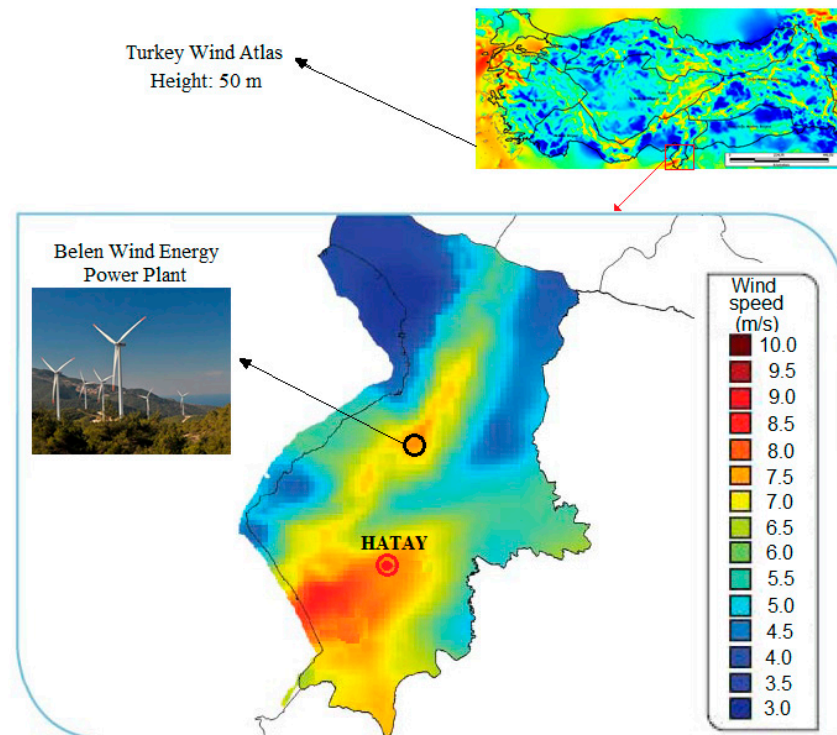 Turkey Wind Atlas
Height: 50 m
Belen Wind Energy
Power Plant
HATAY
Wind
speed
(m/s)
10.0
9.5
9.0
8.5
8.0
7.5
7.0
6.5
6.0
5.5
5.0
4.5
4.0
3.5
3.0